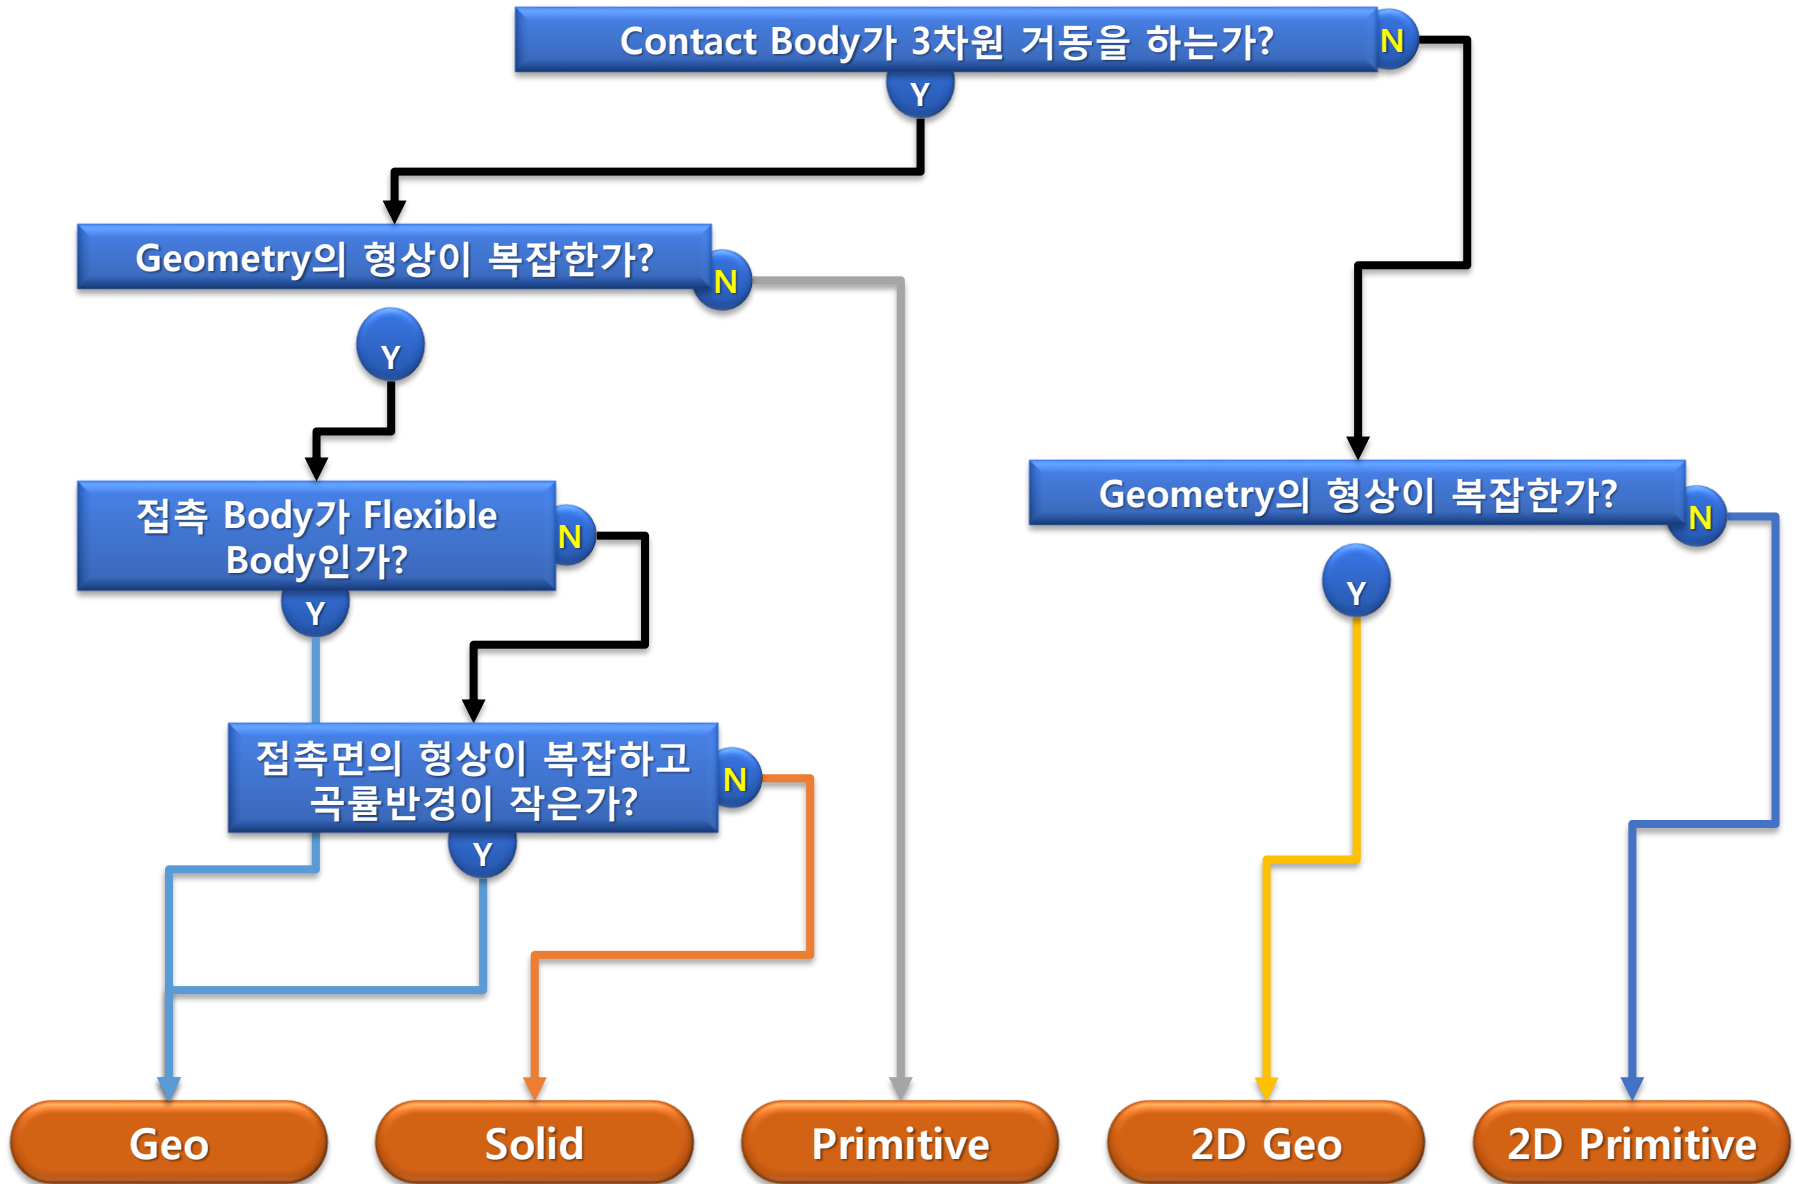 Contact Body가 3차원 거동을 하는가?
N
Y
Geometry의 형상이 복잡한가?
N
Y
접촉 Body가 Flexible
Body인가?
N
Y
Geometry의 형상이 복잡한가?
N
Y
접촉면의 형상이 복잡하고
곡률반경이 작은가?
N
Y
Geo
Solid
Primitive
2D Geo
2D Primitive